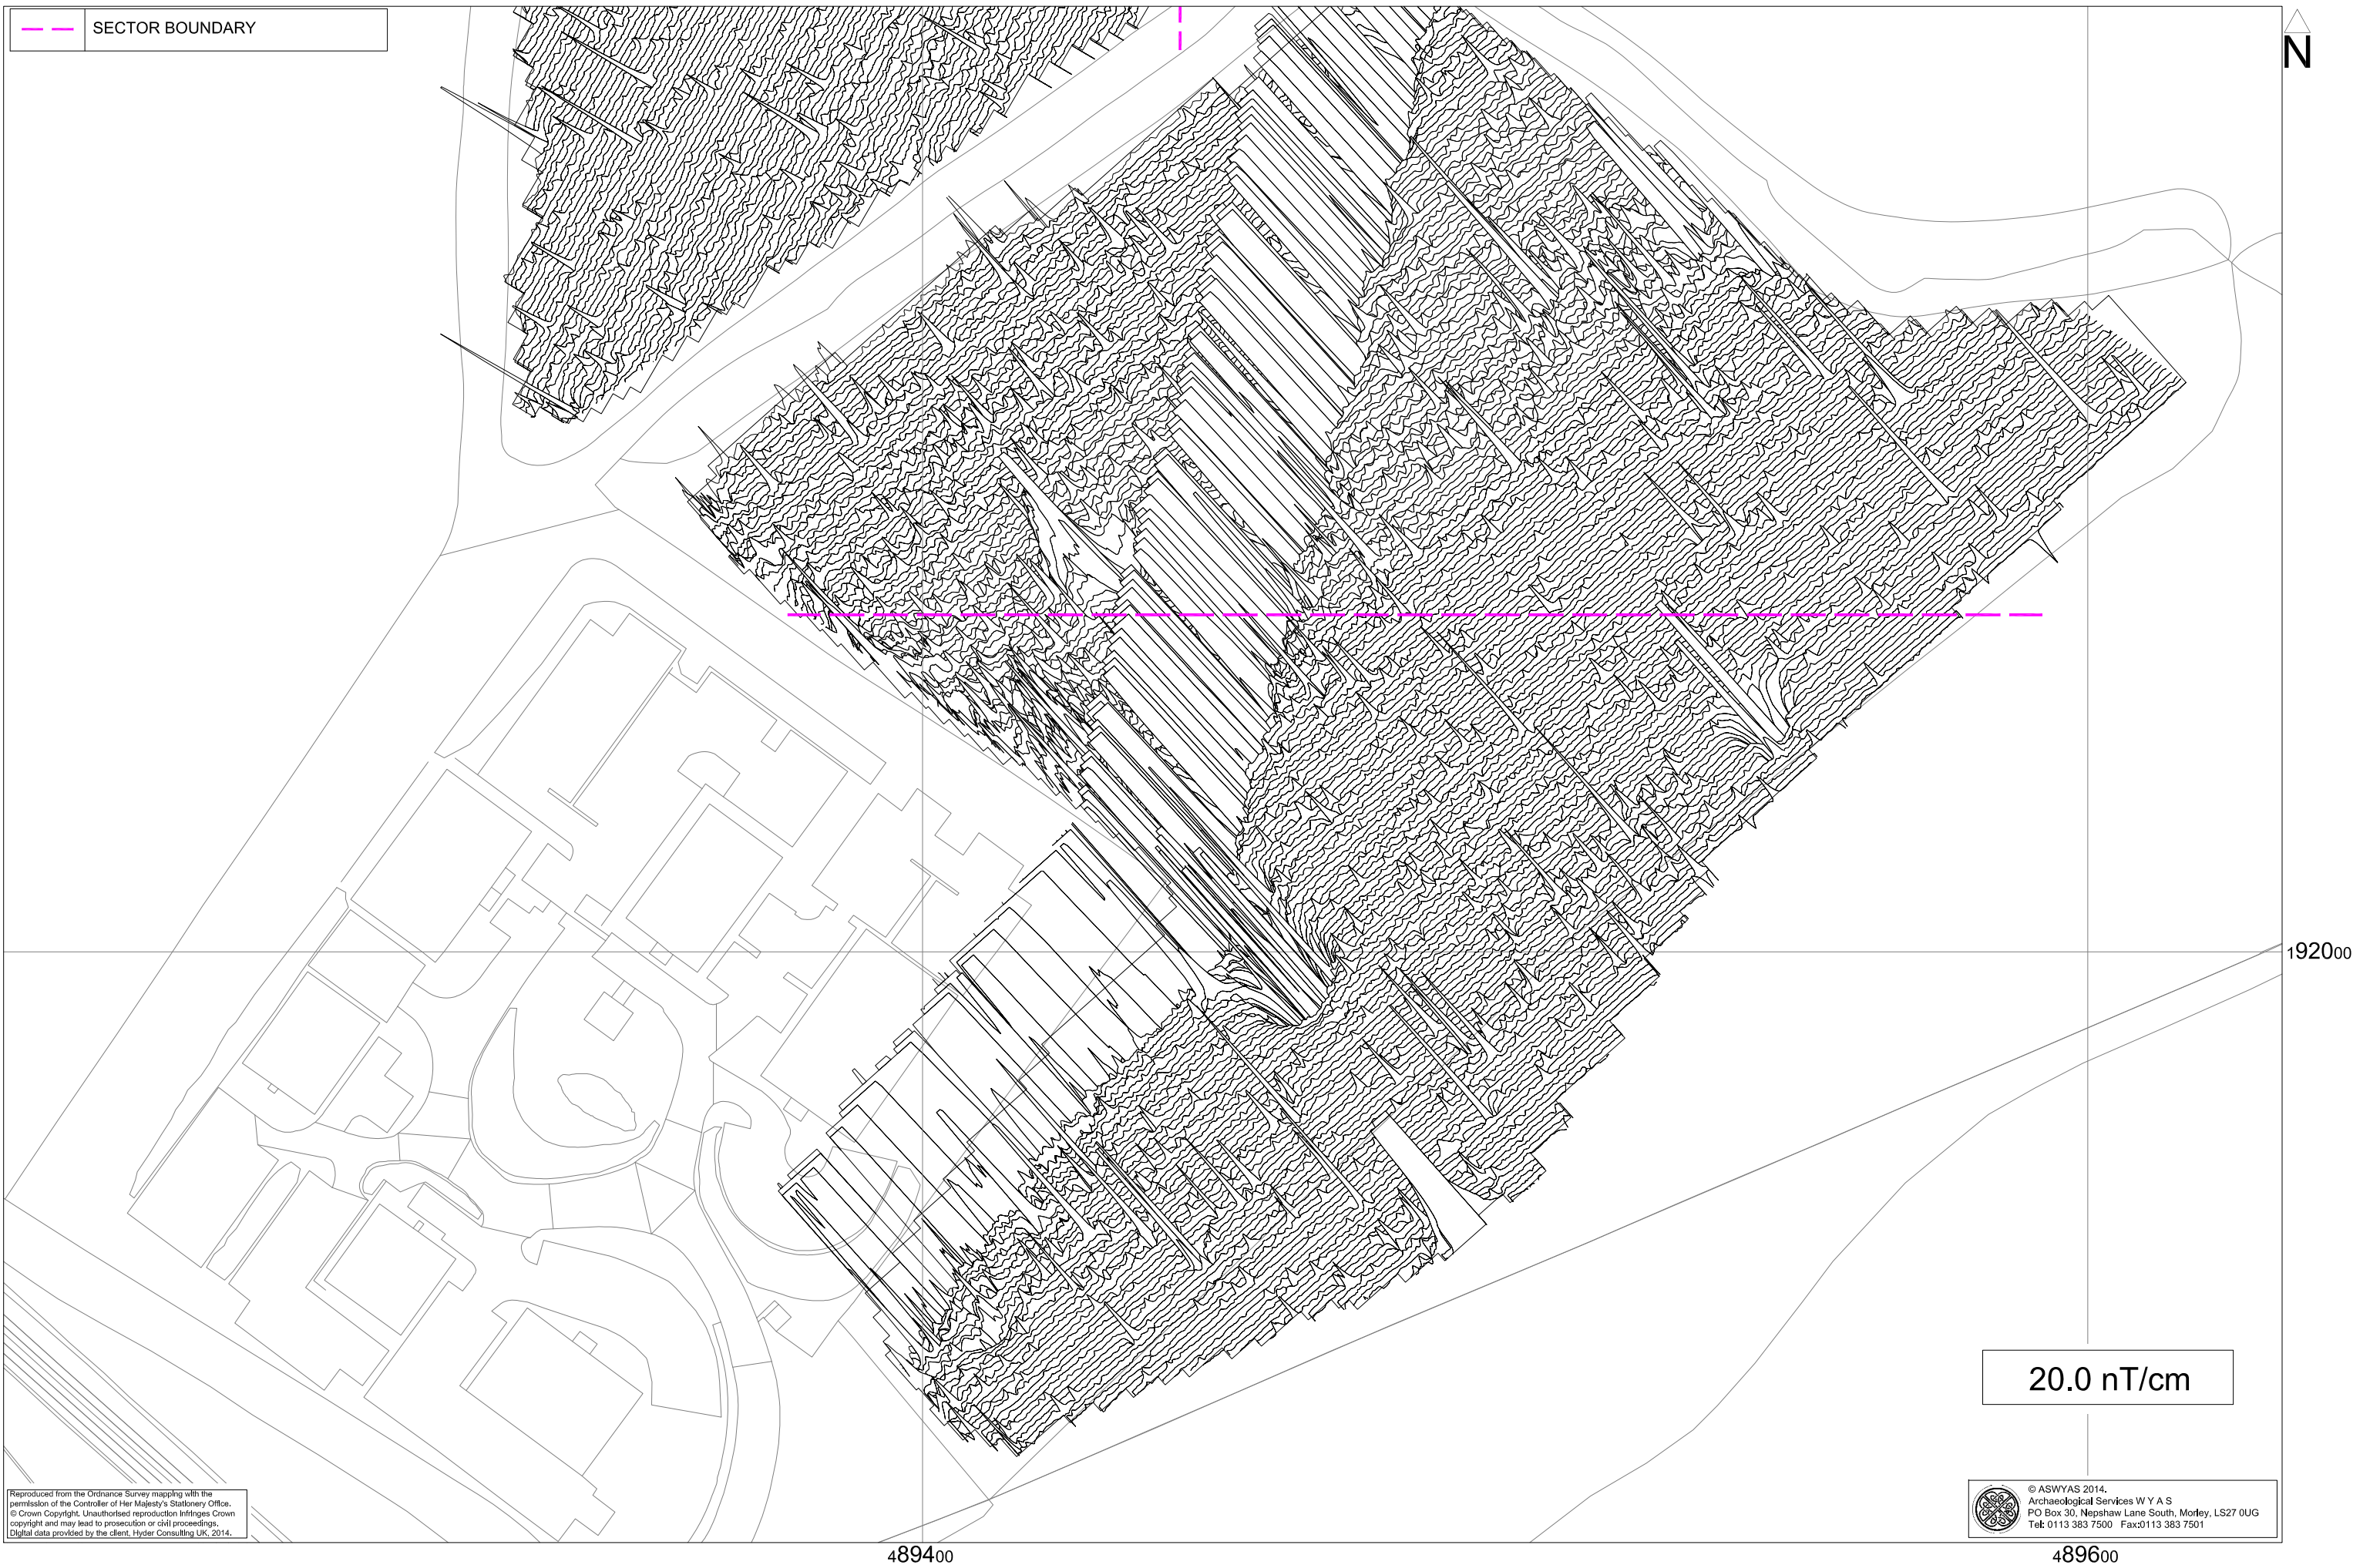 SECTOR BOUNDARY
N
192000
20.0 nT/cm
Reproduced from the Ordnance Survey mapping with the
permission of the Controller of Her Majesty's Stationery Office.
© Crown Copyright. Unauthorised reproduction infringes Crown
copyright and may lead to prosecution or civil proceedings.
Digital data provided by the client, Hyder Consulting UK, 2014.
© ASWYAS 2014.
Archaeological Services W Y A S
PO Box 30, Nepshaw Lane South, Morley, LS27 0UG
Tel: 0113 383 7500 Fax:0113 383 7501
489400
489600